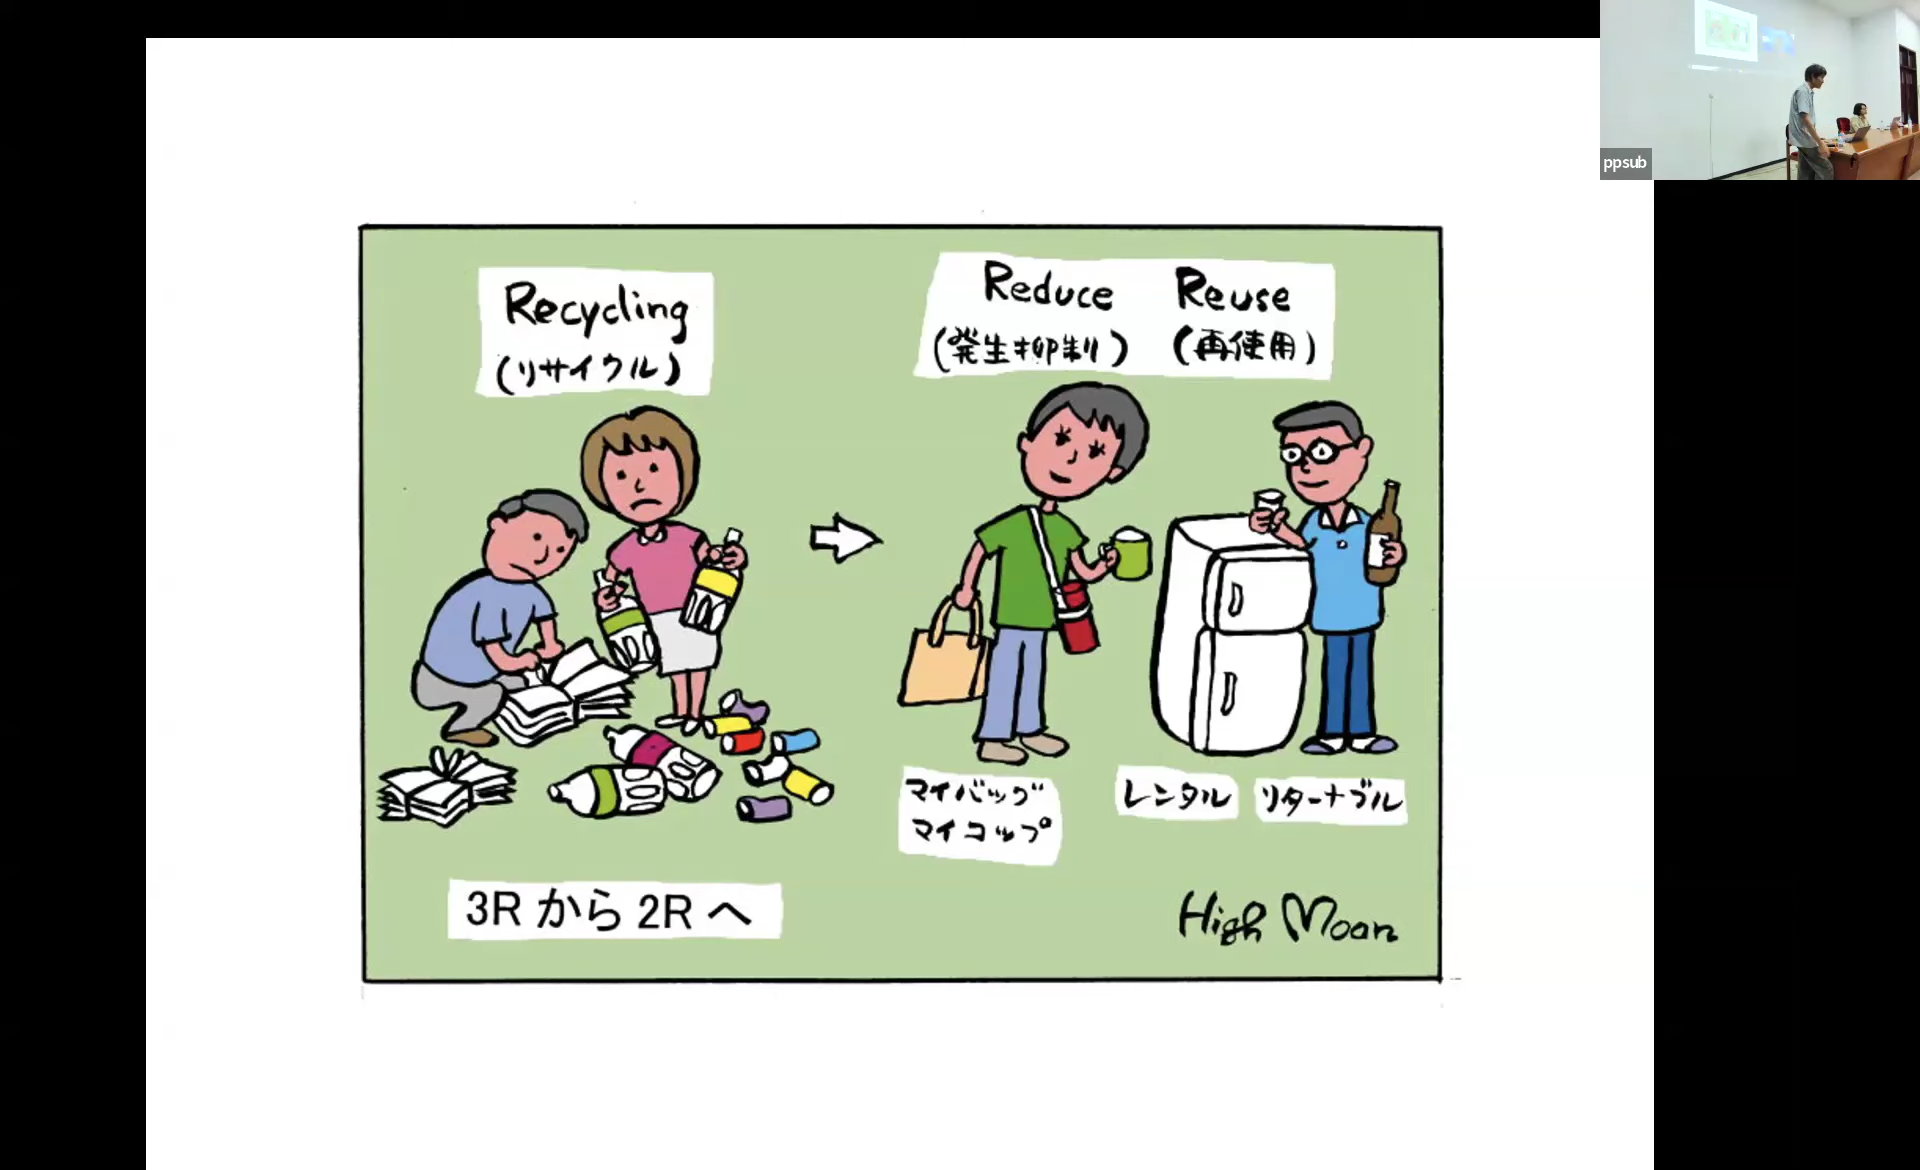 ppsub
Recycling
(リサイクル)
Reduce Reuse
(発生抑制) (再使用)
マイバッグ
マイコップ
レンタル リターナブル
3R から 2R へ
High Moon